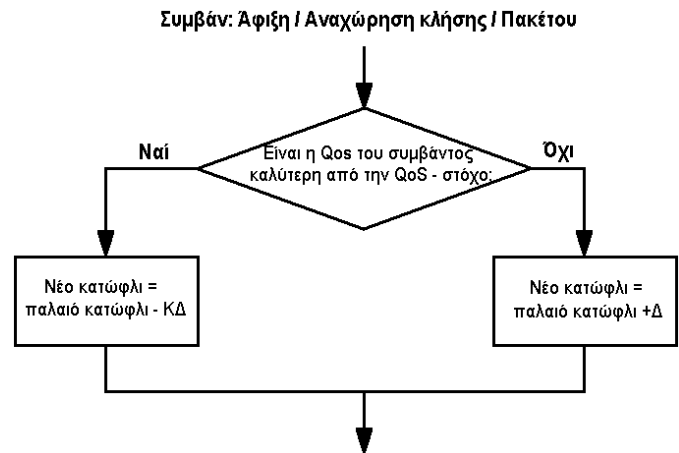 Συμβάν: Άφιξη / Αναχώρηση κλήσης / Πακέτου
Ναί
Όχι
Είναι η Qos του συμβάντος
καλύτερη από την QoS - στόχο;
Νέο κατώφλι =
παλαιό κατώφλι - ΚΔ
Νέο κατώφλι =
παλαιό κατώφλι +Δ